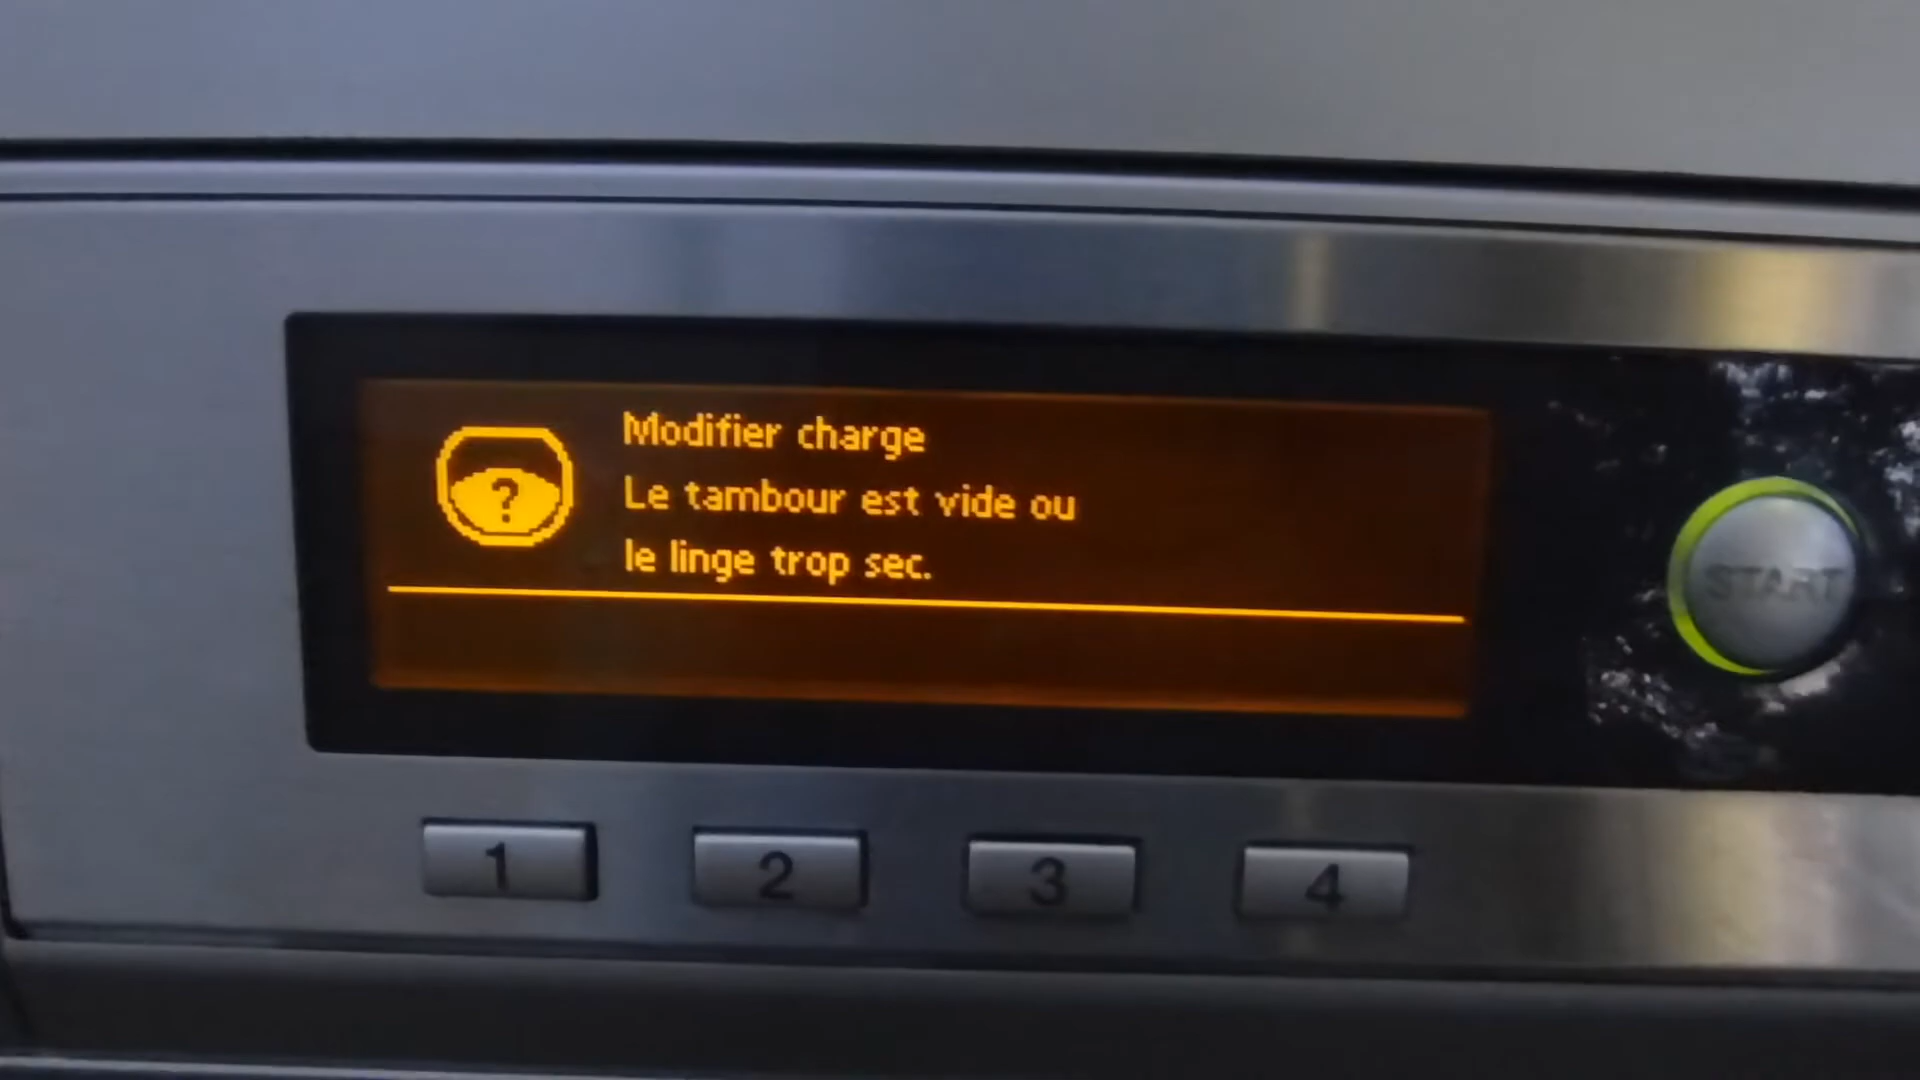 Modifier charge
Le tambour est vide ou
? le linge trop sec.
START
1 2 3 4